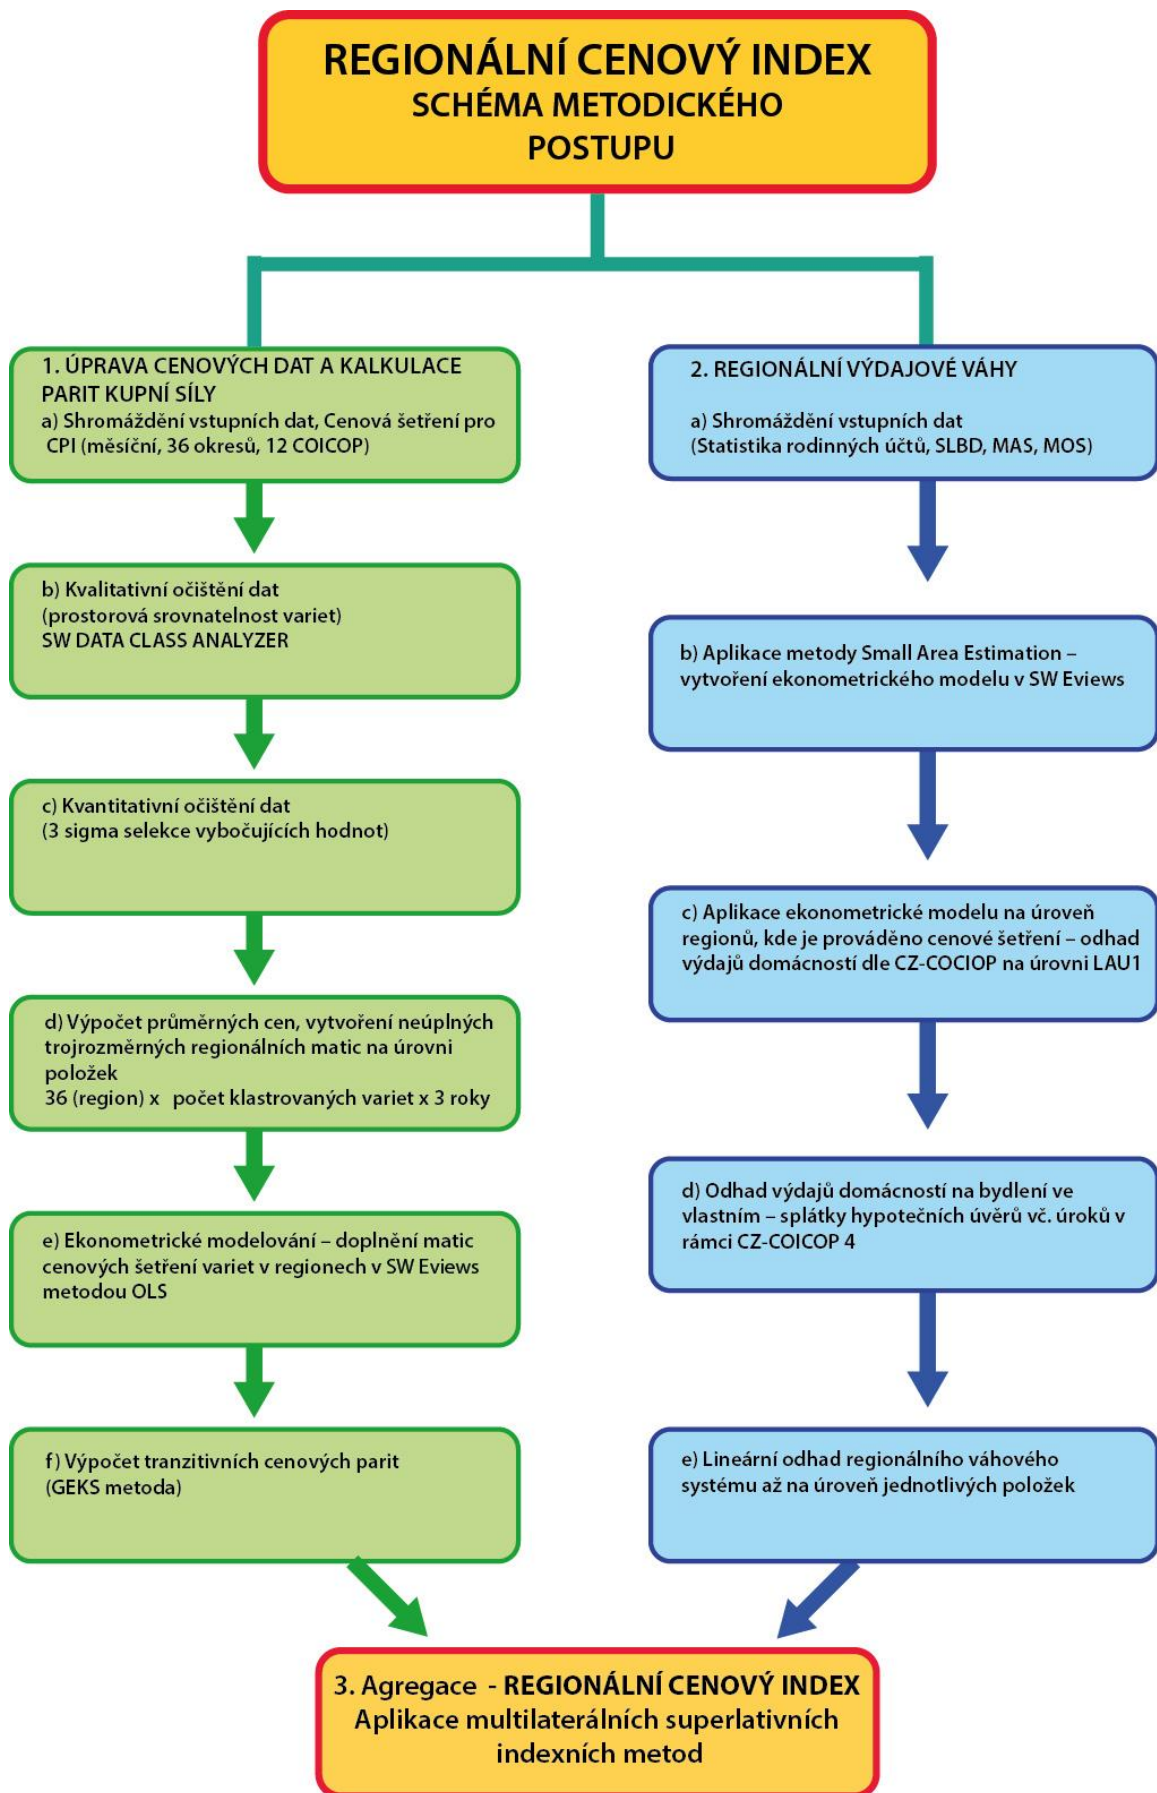 REGIONÁLNÍ CENOVÝ INDEX
SCHÉMA METODICKÉHO
POSTUPU
1. ÚPRAVA CENOVÝCH DAT A KALKULACE
PARIT KUPNÍ SÍLY
a) Shromáždění vstupních dat, Cenová šetření pro
CPI (měsíční, 36 okresů, 12 COICOP)
b) Kvalitativní očištění dat
(prostorová srovnatelnost variet)
SW DATA CLASS ANALYZER
c) Kvantitativní očištění dat
(3 sigma selekce vybočujících hodnot)
d) Výpočet průměrných cen, vytvoření neúplných
trojrozměrných regionálních matic na úrovni
položek
36 (region) x počet klastrovaných variet x 3 roky
e) Ekonometrické modelování – doplnění matic
cenových šetření variet v regionech v SW Eviews
metodou OLS
f) Výpočet tranzitivních cenových parit
(GEKS metoda)
2. REGIONÁLNÍ VÝDAJOVÉ VÁHY
a) Shromáždění vstupních dat
(Statistika rodinných účtů, SLBD, MAS, MOS)
b) Aplikace metody Small Area Estimation –
vytvoření ekonometrického modelu v SW Eviews
c) Aplikace ekonometrické modelu na úroveň
regionů, kde je prováděno cenové šetření – odhad
výdajů domácností dle CZ-COCIOP na úrovni LAU1
d) Odhad výdajů domácností na bydlení ve
vlastním – splátky hypotečních úvěrů vč. úroků v
rámci CZ-COICOP 4
e) Lineární odhad regionálního váhového
systému až na úroveň jednotlivých položek
3. Agregace - REGIONÁLNÍ CENOVÝ INDEX
Aplikace multilaterálních superlativních
indexních metod